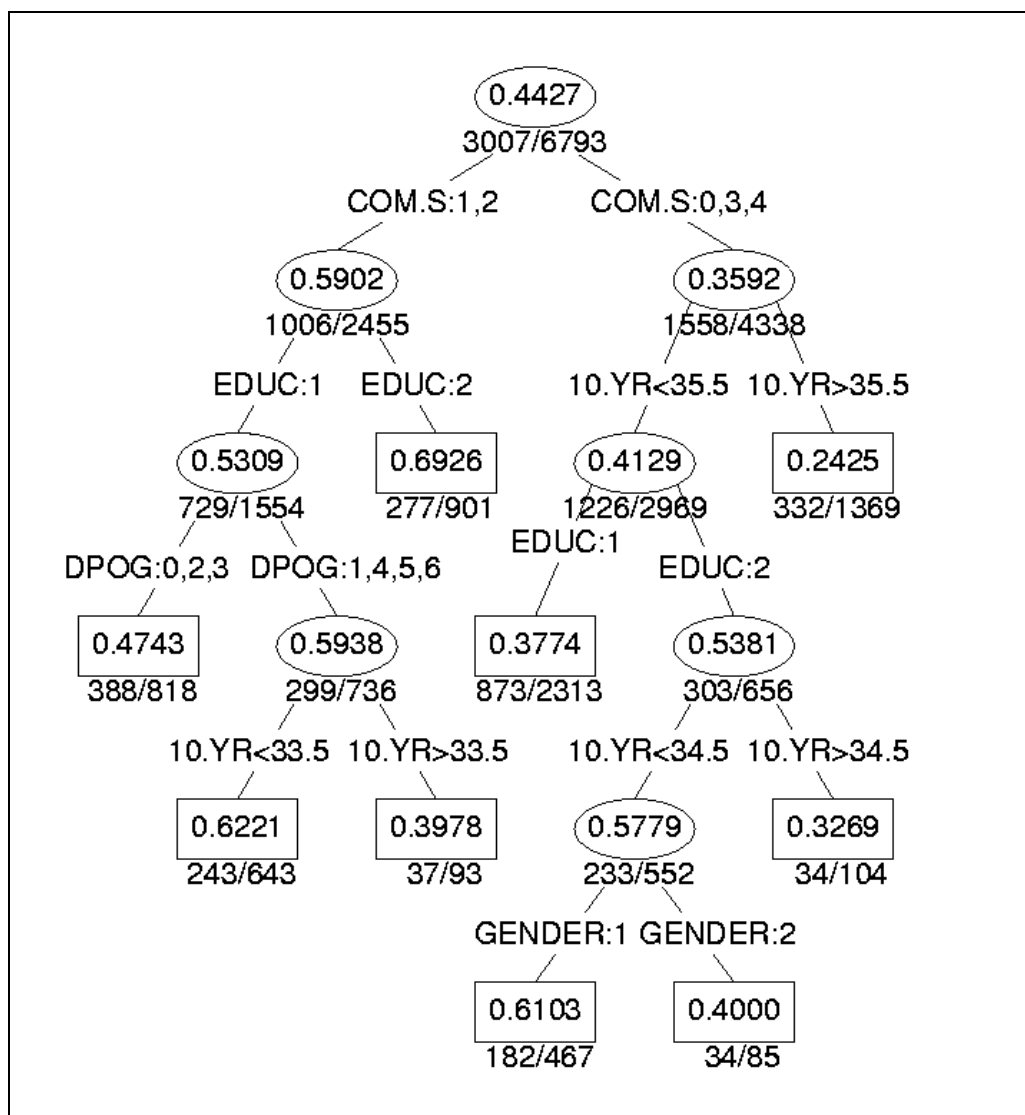 0.4427
3007/6793
COM.S:1,2 COM.S:0,3,4
0.5902 0.3592
1006/2455 1558/4338
EDUC:1 EDUC:2 10.YR<35.5 10.YR>35.5
0.5309 0.6926 0.4129 0.2425
729/1554 277/901 1226/2969 332/1369
EDUC:1
DPOG:0,2,3 DPOG:1,4,5,6 EDUC:2
0.4743 0.5938 0.3774 0.5381
388/818 299/736 873/2313 303/656
10.YR<33.5 10.YR>33.5 10.YR<34.5 10.YR>34.5
0.6221 0.3978 0.5779 0.3269
243/643 37/93 233/552 34/104
GENDER:1 GENDER:2
0.6103 0.4000
182/467 34/85